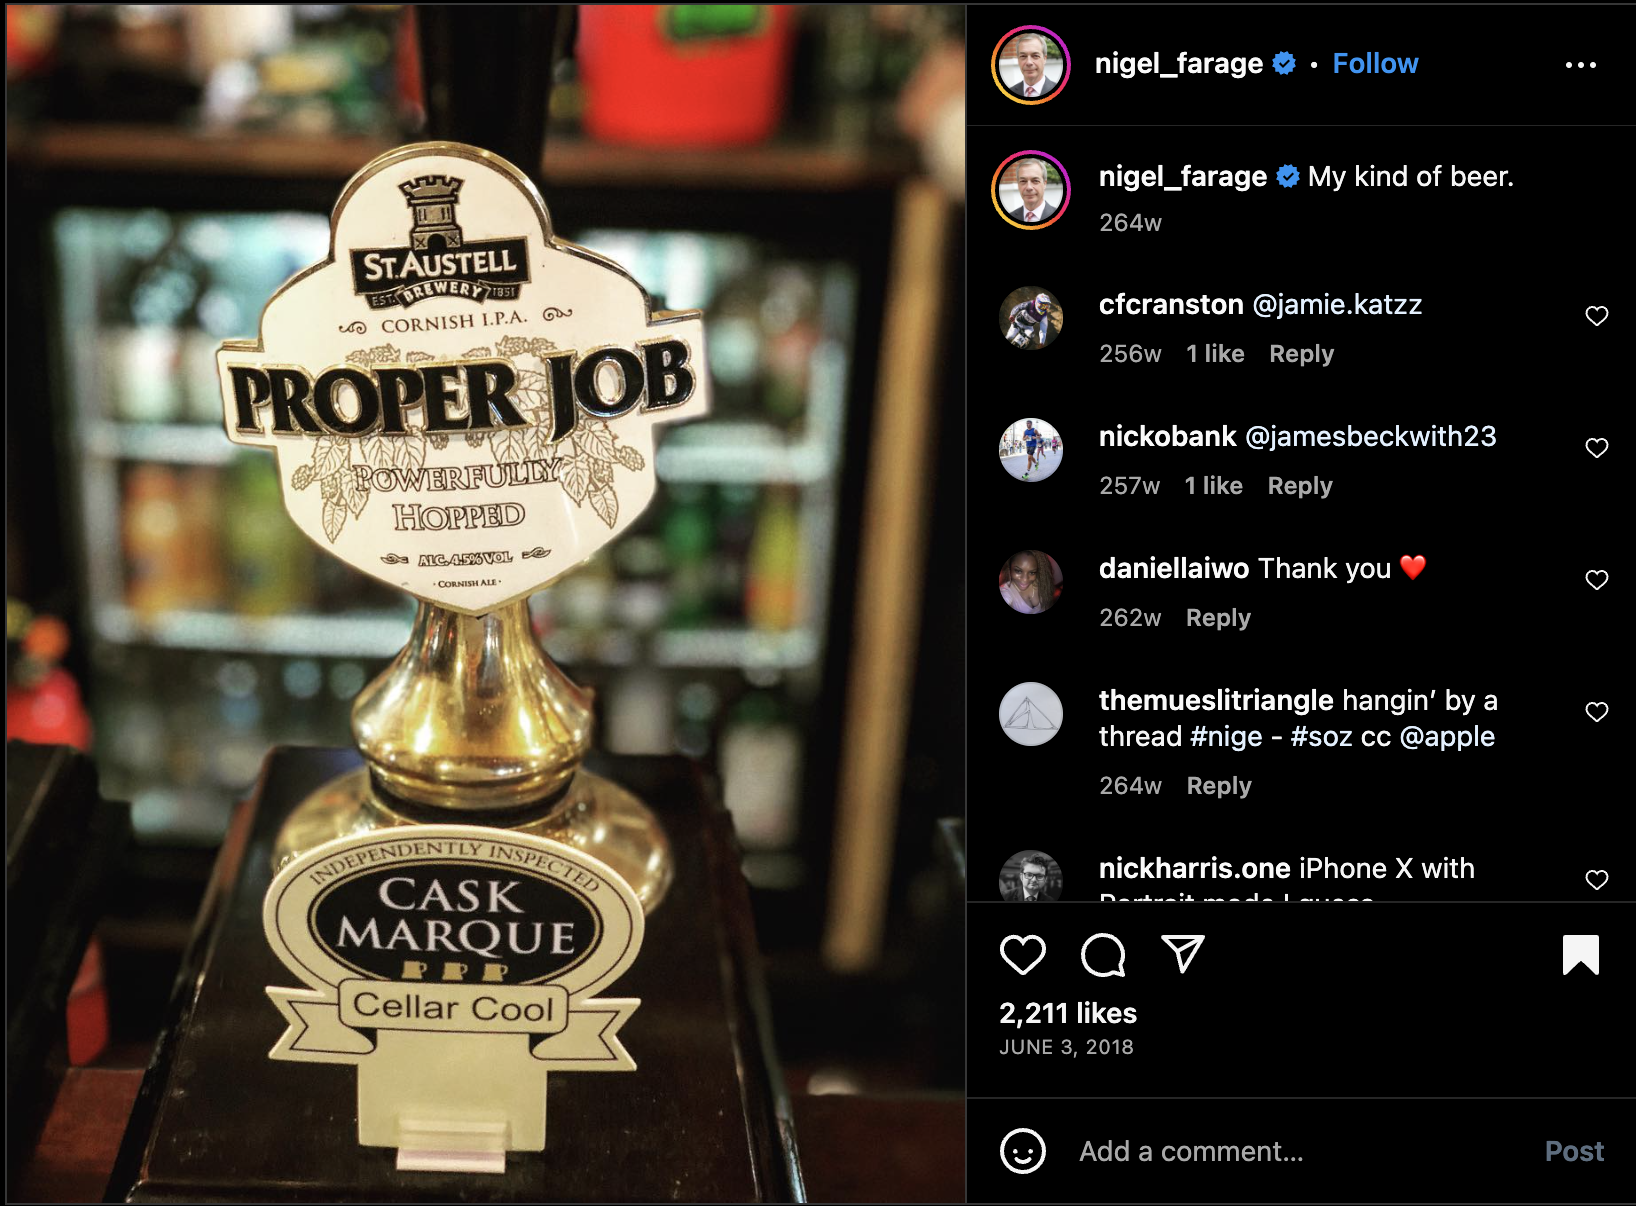 ST. AUSTELL
EST. BREWERY 1851
CORNISH I.P.A.
PROPER JOB
POWERFULLY
HOPPED
ALC. 4.5% VOL
· CORNISH ALE ·
INDEPENDENTLY INSPECTED
CASK
MARQUE
Cellar Cool
nigel_farage • Follow
nigel_farage My kind of beer.
264w
cfcranston @jamie.katzz
256w 1 like Reply
nickobank @jamesbeckwith23
257w 1 like Reply
daniellaiwo Thank you ❤️
262w Reply
themueslitriangle hangin’ by a
thread #nige - #soz cc @apple
264w Reply
nickharris.one iPhone X with
Portrait mode I guess
2,211 likes
JUNE 3, 2018
Add a comment...
Post